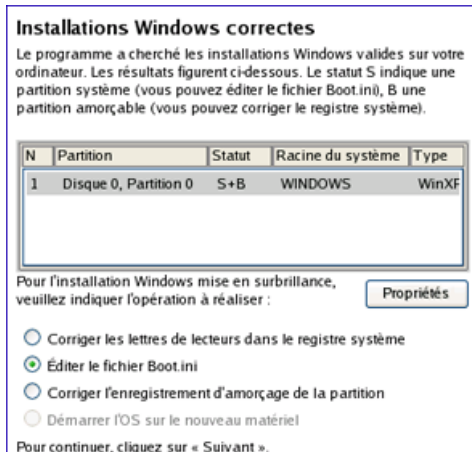 Installations Windows correctes
Le programme a cherché les installations Windows valides sur votre
ordinateur. Les résultats figurent ci-dessous. Le statut S indique une
partition système (vous pouvez éditer le fichier Boot.ini), B une
partition amorçable (vous pouvez corriger le registre système).
N Partition Statut Racine du système Type
1 Disque 0, Partition 0 S+B WINDOWS WinXP
Pour l'installation Windows mise en surbrillance,
veuillez indiquer l'opération à réaliser :
Propriétés
Corriger les lettres de lecteurs dans le registre système
Éditer le fichier Boot.ini
Corriger l'enregistrement d'amorçage de la partition
Démarrer l'OS sur le nouveau matériel
Pour continuer, cliquez sur « Suivant ».